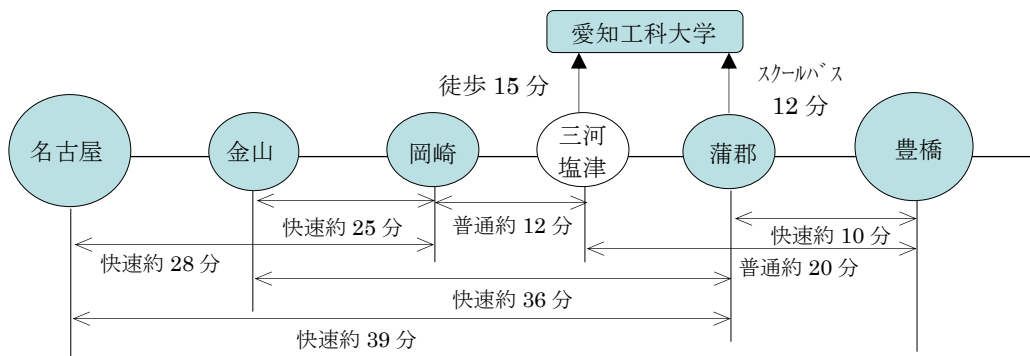 愛知工科大学
徒歩 15 分
スクールバス
12 分
名古屋
金山
岡崎
三河
塩津
蒲郡
豊橋
快速約 25 分
普通約 12 分
快速約 10 分
快速約 28 分
普通約 20 分
快速約 36 分
快速約 39 分